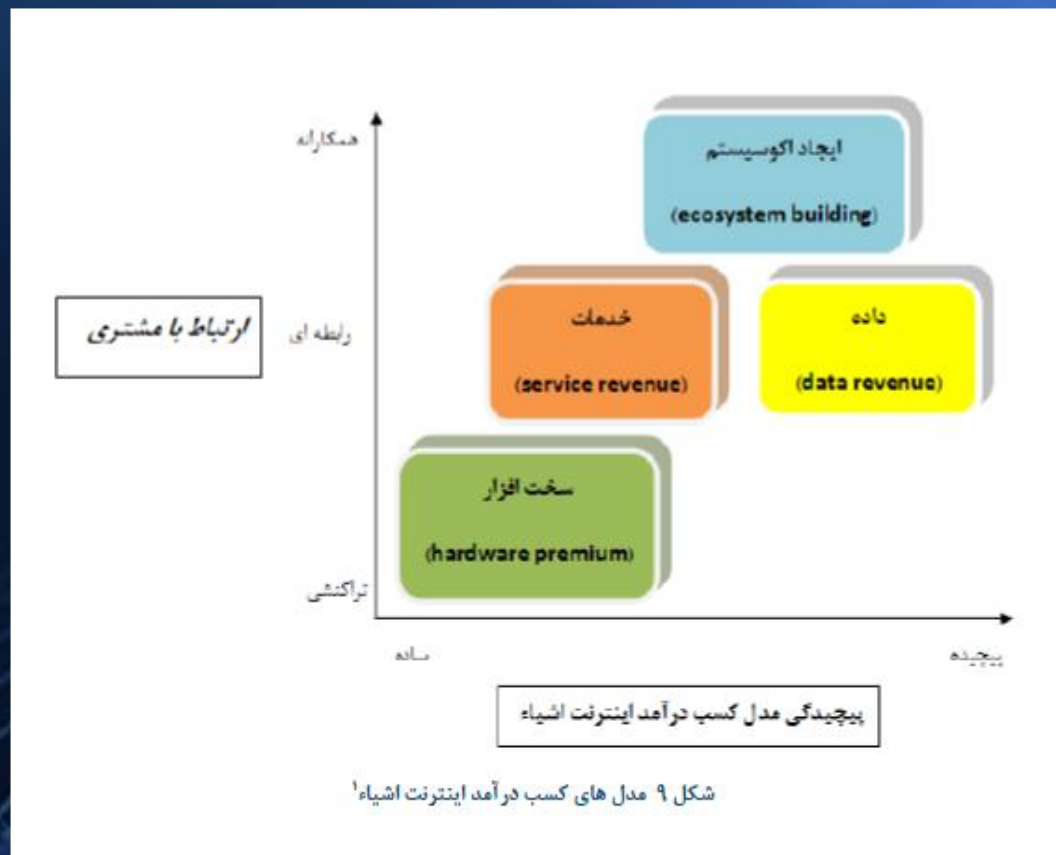 همکارانه
ایجاد اکوسیستم
(ecosystem building)
ارتباط با مشتری
رابطه ای
خدمات
(service revenue)
داده
(data revenue)
سخت افزار
(hardware premium)
تراکنشی
ساده
پیچیده
پیچیدگی مدل کسب درآمد اینترنت اشیاء
شکل ۹ مدل های کسب درآمد اینترنت اشیاء۱